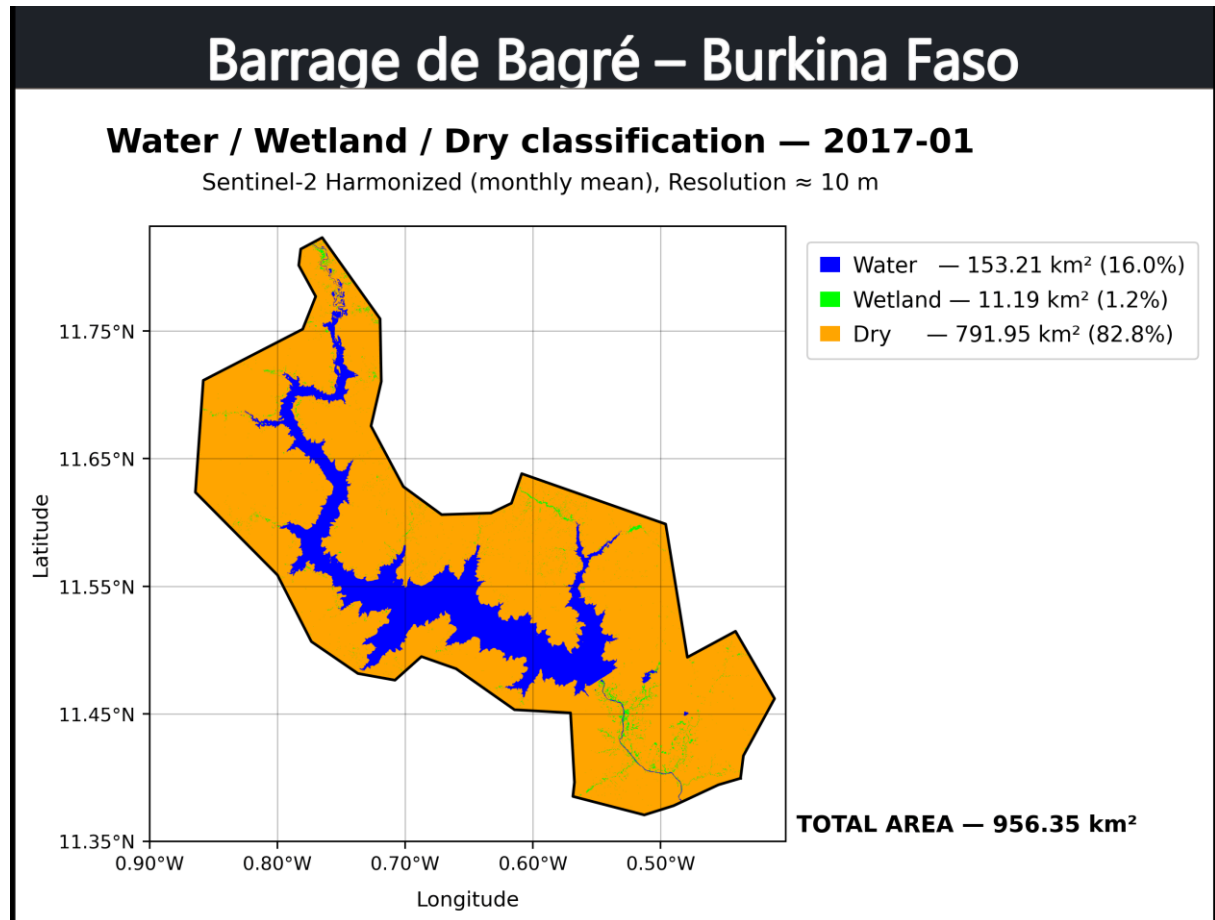 Barrage de Bagré – Burkina Faso
Water / Wetland / Dry classification — 2017-01
Sentinel-2 Harmonized (monthly mean), Resolution ≈ 10 m
Water — 153.21 km² (16.0%)
Wetland — 11.19 km² (1.2%)
Dry — 791.95 km² (82.8%)
11.75°N
11.65°N
11.55°N
11.45°N
11.35°N
Latitude
TOTAL AREA — 956.35 km²
0.90°W 0.80°W 0.70°W 0.60°W 0.50°W
Longitude